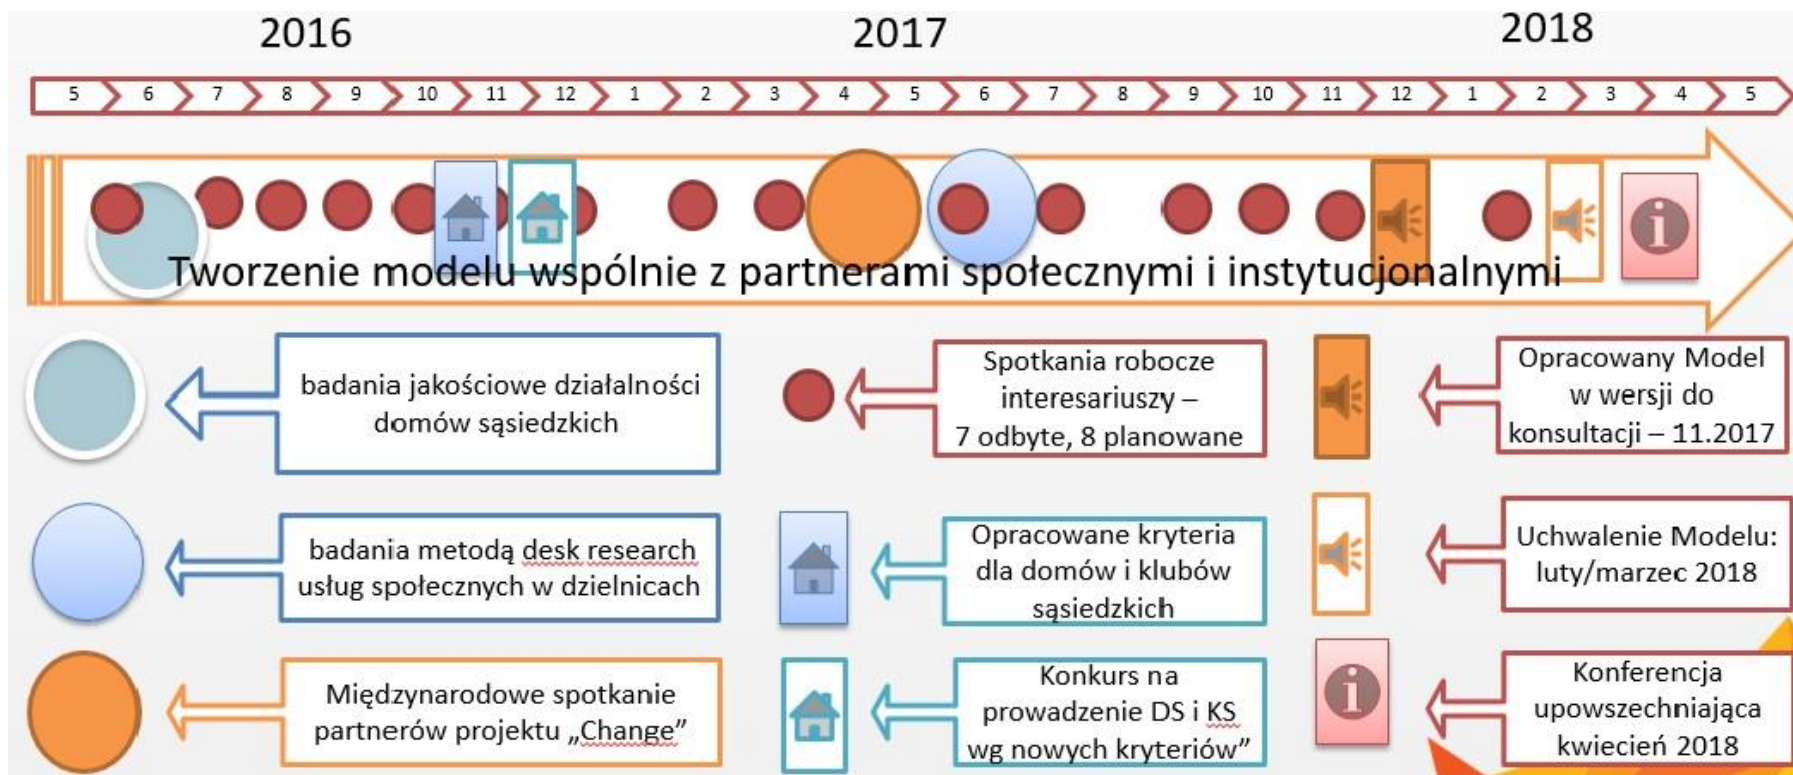 2016 2017 2018
5 6 7 8 9 10 11 12 1 2 3 4 5 6 7 8 9 10 11 12 1 2 3 4 5
Tworzenie modelu wspólnie z partnerami społecznymi i instytucjonalnymi
badania jakościowe działalności
domów sąsiedzkich
Spotkania robocze
interesariuszy –
7 odbyte, 8 planowane
Opracowany Model
w wersji do
konsultacji – 11.2017
badania metodą desk research
usług społecznych w dzielnicach
Opracowane kryteria
dla domów i klubów
sąsiedzkich
Uchwalenie Modelu:
luty/marzec 2018
Międzynarodowe spotkanie
partnerów projektu „Change”
Konkurs na
prowadzenie DS i KS
wg nowych kryteriów”
Konferencja
upowszechniająca
kwiecień 2018